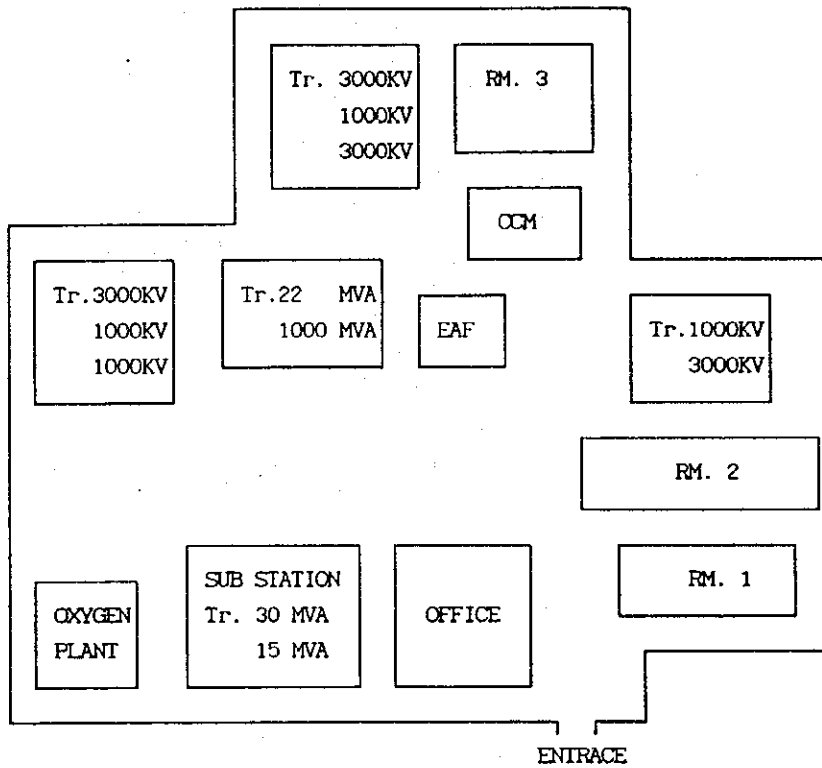 Tr. 3000KV
1000KV
3000KV
RM. 3
CCM
Tr.3000KV
1000KV
1000KV
Tr.22 MVA
1000 MVA
EAF
Tr.1000KV
3000KV
RM. 2
RM. 1
SUB STATION
Tr. 30 MVA
15 MVA
OFFICE
OXYGEN
PLANT
ENTRACE